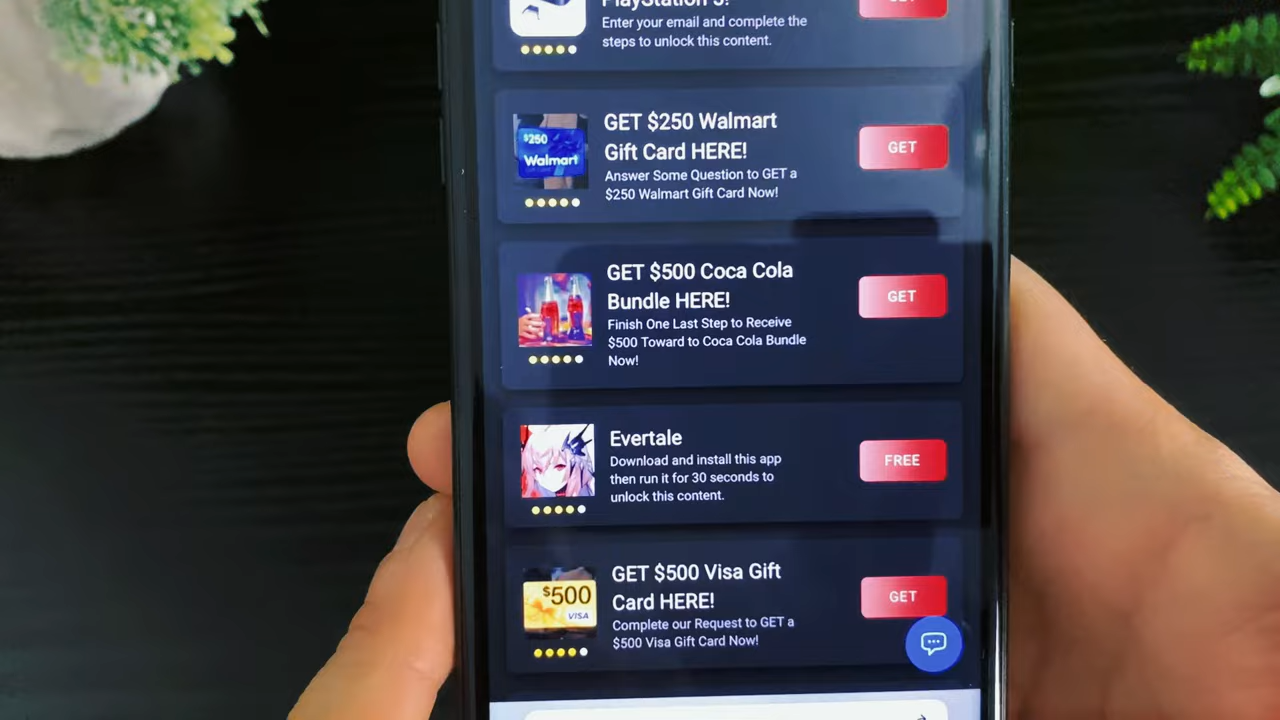 PlayStation 5!
Enter your email and complete the
steps to unlock this content.
GET
GET $250 Walmart
Gift Card HERE!
Answer Some Question to GET a
$250 Walmart Gift Card Now!
GET
$250
Walmart
GET $500 Coca Cola
Bundle HERE!
Finish One Last Step to Receive
$500 Toward to Coca Cola Bundle
Now!
GET
Evertale
Download and install this app
then run it for 30 seconds to
unlock this content.
FREE
GET $500 Visa Gift
Card HERE!
Complete our Request to GET a
$500 Visa Gift Card Now!
GET
$500
VISA